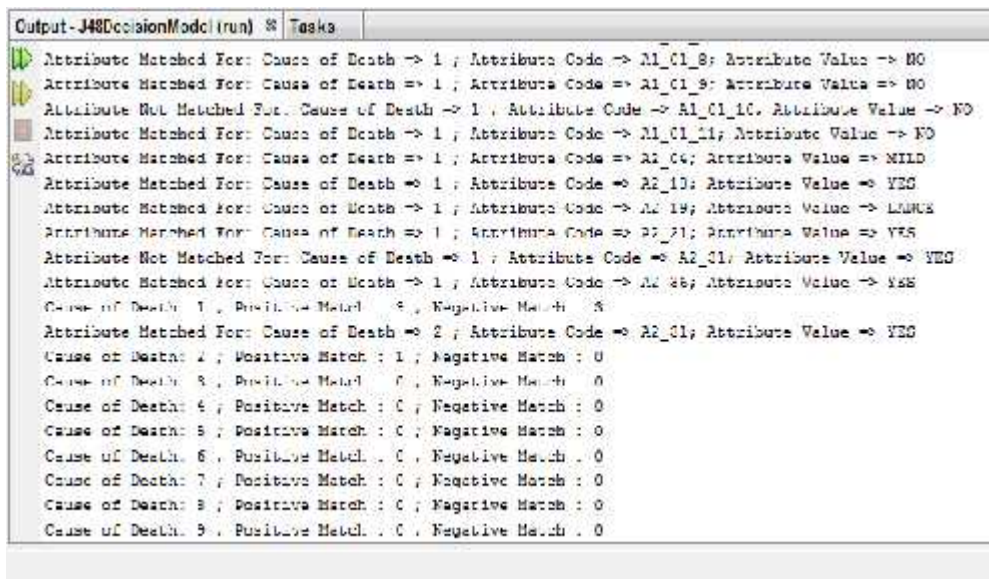 Output - J48DecisionModel (run) Tasks
Attribute Matched For: Cause of Death => 1 ; Attribute Code => A1_01_8; Attribute Value => NO
Attribute Matched For: Cause of Death => 1 ; Attribute Code => A1_01_9; Attribute Value => NO
Attribute Not Matched For: Cause of Death => 1 ; Attribute Code => A1_01_10; Attribute Value => NO
Attribute Matched For: Cause of Death => 1 ; Attribute Code => A1_01_11; Attribute Value => NO
Attribute Matched For: Cause of Death => 1 ; Attribute Code => Attribute Value => MILD
Attribute Matched For: Cause of Death => 1 ; Attribute Code => Attribute Value => YES
Attribute Matched For: Cause of Death => 1 ; Attribute Code => A2_19; Attribute Value =>
Attribute Matched For: Cause of Death => 1 ; Attribute Code => A2_21; Attribute Value => YES
Attribute Not Matched For: Cause of Death => 1 ; Attribute Code => Attribute Value => YES
Attribute Matched For: Cause of Death => 1 ; Attribute Code => Attribute Value => YES
Cause of Death: 1 ; Positive Match : ; Negative Match :
Attribute Matched For: Cause of Death => 2 ; Attribute Code => Attribute Value => YES
Cause of Death: 2 ; Positive Match : 1 ; Negative Match : 0
Cause of Death: 3 ; Positive Match : 0 ; Negative Match : 0
Cause of Death: 4 ; Positive Match : 0 ; Negative Match : 0
Cause of Death: 5 ; Positive Match : 0 ; Negative Match : 0
Cause of Death: 6 ; Positive Match : 0 ; Negative Match : 0
Cause of Death: 7 ; Positive Match : 0 ; Negative Match : 0
Cause of Death: 8 ; Positive Match : 0 ; Negative Match : 0
Cause of Death: 9 ; Positive Match : 0 ; Negative Match : 0